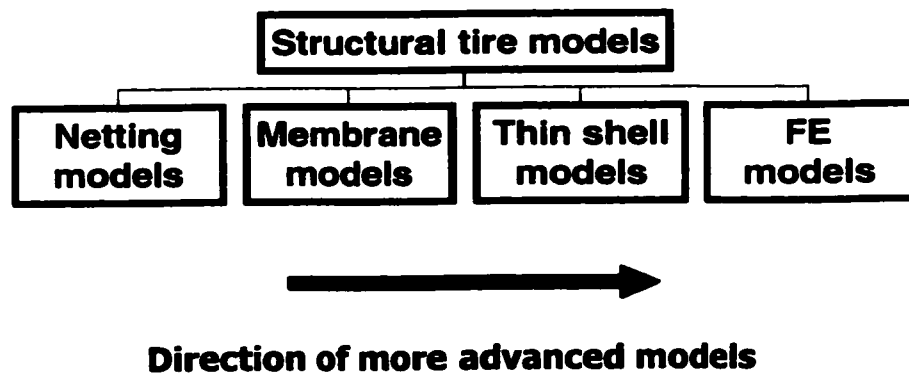 Structural tire models
Netting
models
Membrane
models
Thin shell
models
FE
models
Direction of more advanced models